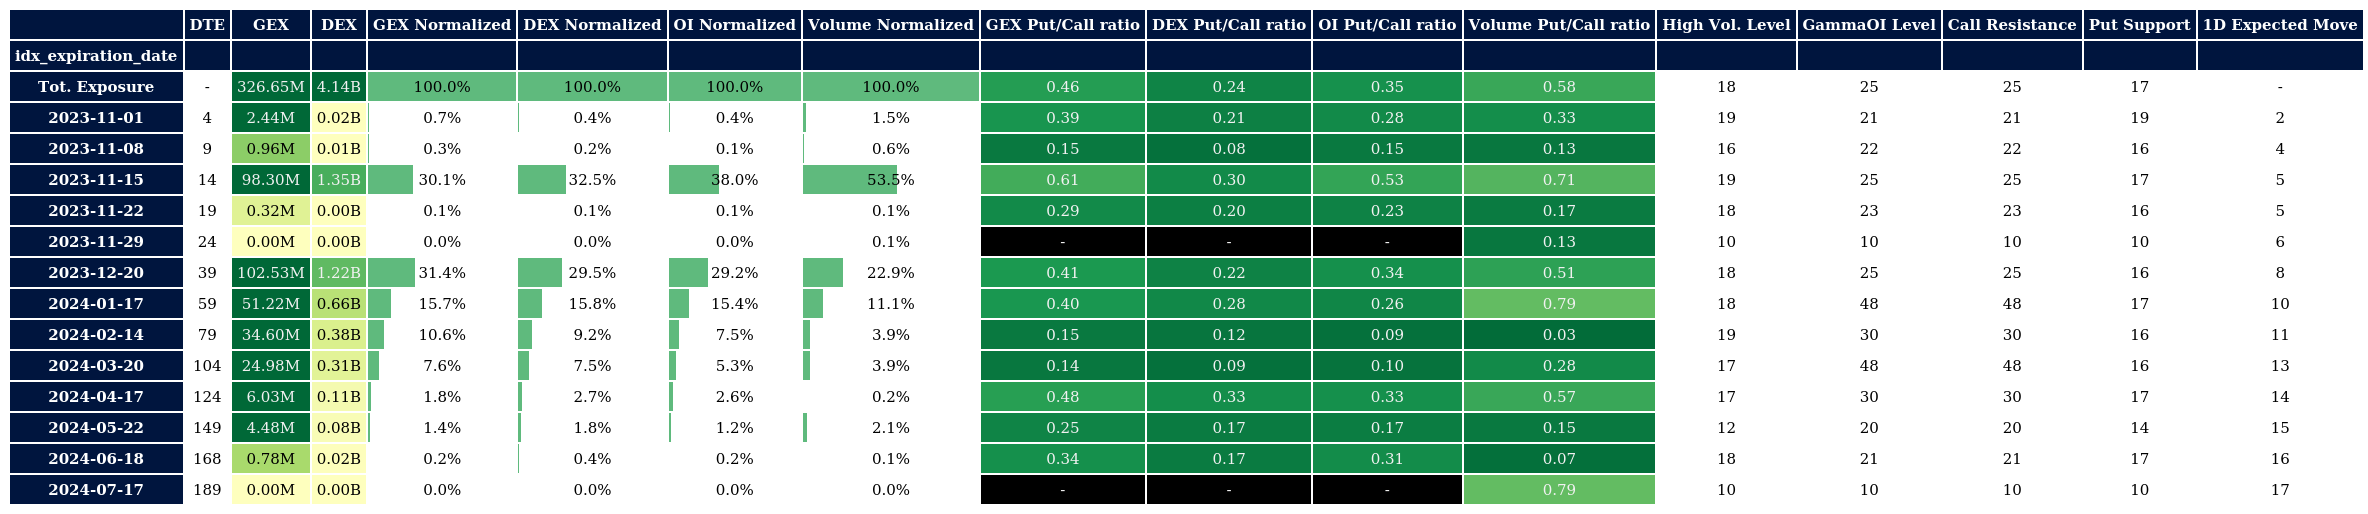 DTE GEX DEX GEX Normalized DEX Normalized OI Normalized Volume Normalized GEX Put/Call ratio DEX Put/Call ratio OI Put/Call ratio Volume Put/Call ratio High Vol. Level GammaOI Level Call Resistance Put Support 1D Expected Move
idx_expiration_date
Tot. Exposure - 326.65M 4.14B 100.0% 100.0% 100.0% 100.0% 0.46 0.24 0.35 0.58 18 25 25 17 -
2023-11-01 4 2.44M 0.02B 0.7% 0.4% 0.4% 1.5% 0.39 0.21 0.28 0.33 19 21 21 19 2
2023-11-08 9 0.96M 0.01B 0.3% 0.2% 0.1% 0.6% 0.15 0.08 0.15 0.13 16 22 22 16 4
2023-11-15 14 98.30M 1.35B 30.1% 32.5% 38.0% 53.5% 0.61 0.30 0.53 0.71 19 25 25 17 5
2023-11-22 19 0.32M 0.00B 0.1% 0.1% 0.1% 0.1% 0.29 0.20 0.23 0.17 18 23 23 16 5
2023-11-29 24 0.00M 0.00B 0.0% 0.0% 0.0% 0.1% - - - 0.13 10 10 10 10 6
2023-12-20 39 102.53M 1.22B 31.4% 29.5% 29.2% 22.9% 0.41 0.22 0.34 0.51 18 25 25 16 8
2024-01-17 59 51.22M 0.66B 15.7% 15.8% 15.4% 11.1% 0.40 0.28 0.26 0.79 18 48 48 17 10
2024-02-14 79 34.60M 0.38B 10.6% 9.2% 7.5% 3.9% 0.15 0.12 0.09 0.03 19 30 30 16 11
2024-03-20 104 24.98M 0.31B 7.6% 7.5% 5.3% 3.9% 0.14 0.09 0.10 0.28 17 48 48 16 13
2024-04-17 124 6.03M 0.11B 1.8% 2.7% 2.6% 0.2% 0.48 0.33 0.33 0.57 17 30 30 17 14
2024-05-22 149 4.48M 0.08B 1.4% 1.8% 1.2% 2.1% 0.25 0.17 0.17 0.15 12 20 20 14 15
2024-06-18 168 0.78M 0.02B 0.2% 0.4% 0.2% 0.1% 0.34 0.17 0.31 0.07 18 21 21 17 16
2024-07-17 189 0.00M 0.00B 0.0% 0.0% 0.0% 0.0% - - - 0.79 10 10 10 10 17